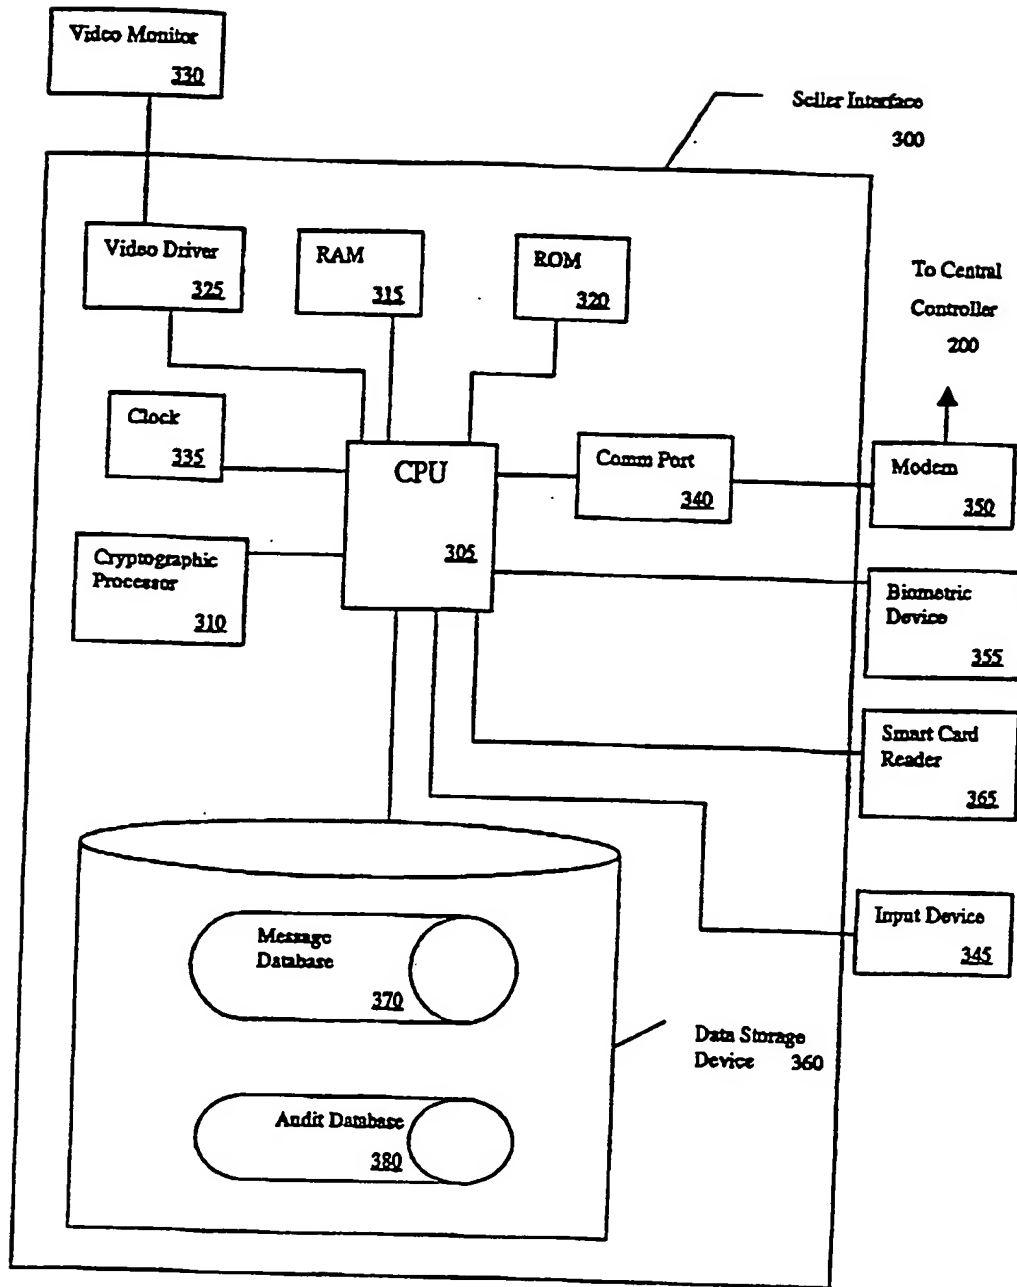 Video Monitor
330
Seller Interface
300
Video Driver
325
RAM
315
ROM
320
To Central
Controller
200
Clock
335
CPU
305
Comm Port
340
Modem
350
Cryptographic
Processor
310
Biometric
Device
355
Smart Card
Reader
365
Input Device
345
Message
Database
370
Data Storage
Device 360
Audit Database
380